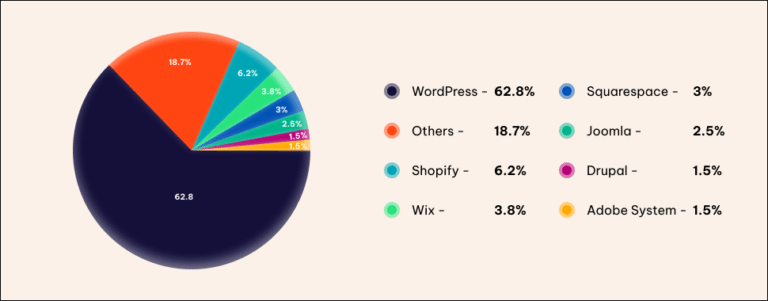 18.7%
6.2%
3.8%
3%
2.5%
1.5%
1.5%
62.8
WordPress - 62.8%
Others - 18.7%
Shopify - 6.2%
Wix - 3.8%
Squarespace - 3%
Joomla - 2.5%
Drupal - 1.5%
Adobe System - 1.5%